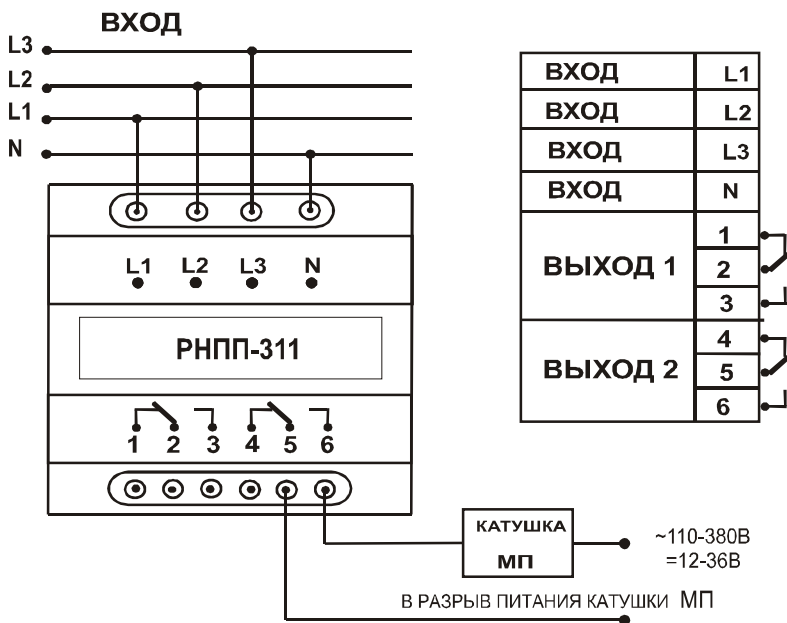 ВХОД
L3
L2
L1
N
L1 L2 L3 N
РНПП-311
1 2 3 4 5 6
КАТУШКА
МП
~110-380В
=12-36В
В РАЗРЫВ ПИТАНИЯ КАТУШКИ МП
ВХОД L1
ВХОД L2
ВХОД L3
ВХОД N
ВЫХОД 1
1
2
3
ВЫХОД 2
4
5
6